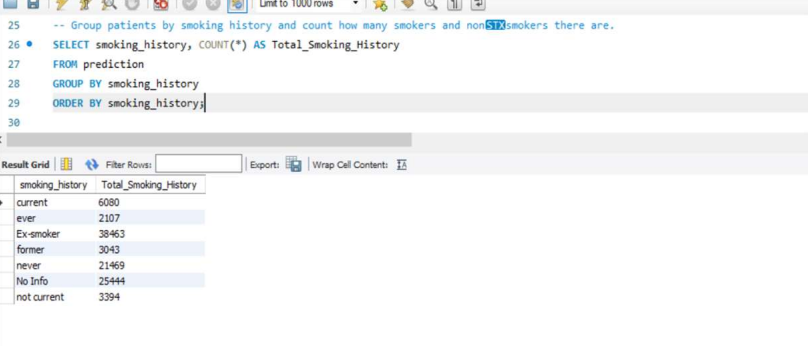 Limit to 1000 rows
25 -- Group patients by smoking history and count how many smokers and nonSTXsmokers there are.
26 SELECT smoking_history, COUNT(*) AS Total_Smoking_History
27 FROM prediction
28 GROUP BY smoking_history
29 ORDER BY smoking_history;
30
Result Grid Filter Rows: Export: Wrap Cell Content: IA
smoking_history Total_Smoking_History
current 6080
ever 2107
Ex-smoker 38463
former 3043
never 21469
No Info 25444
not current 3394